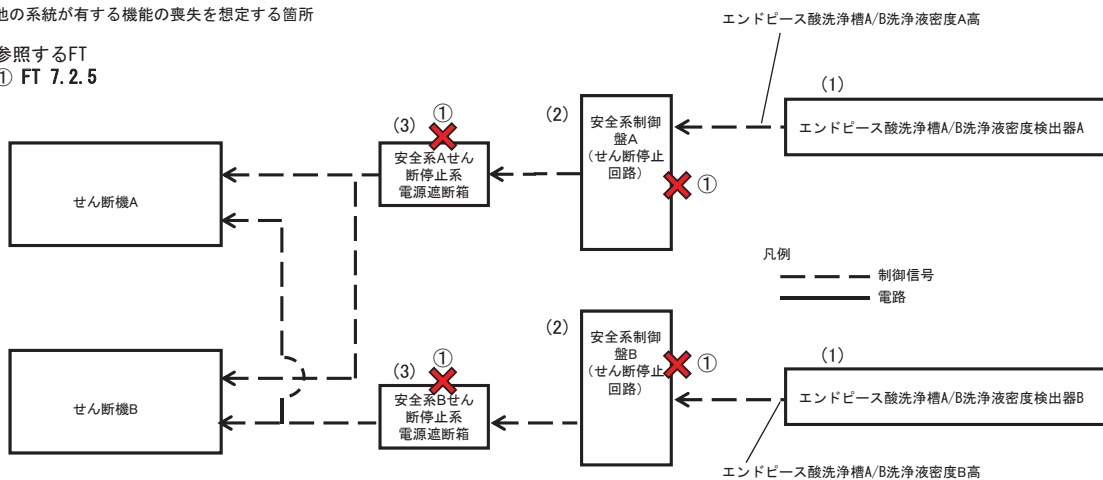 他の系統が有する機能の喪失を想定する箇所
参照するFT
① FT 7.2.5
エンドピース酸洗浄槽A/B洗浄液密度A高
(1)
エンドピース酸洗浄槽A/B洗浄液密度検出器A
(2)
安全系制御
盤A
(せん断停止
回路)
①
(3)
①
安全系Aせん
断停止系
電源遮断箱
せん断機A
凡例
制御信号
電路
(1)
エンドピース酸洗浄槽A/B洗浄液密度検出器B
(2)
安全系制御
盤B
(せん断停止
回路)
①
(3)
①
安全系Bせん
断停止系
電源遮断箱
せん断機B
エンドピース酸洗浄槽A/B洗浄液密度B高